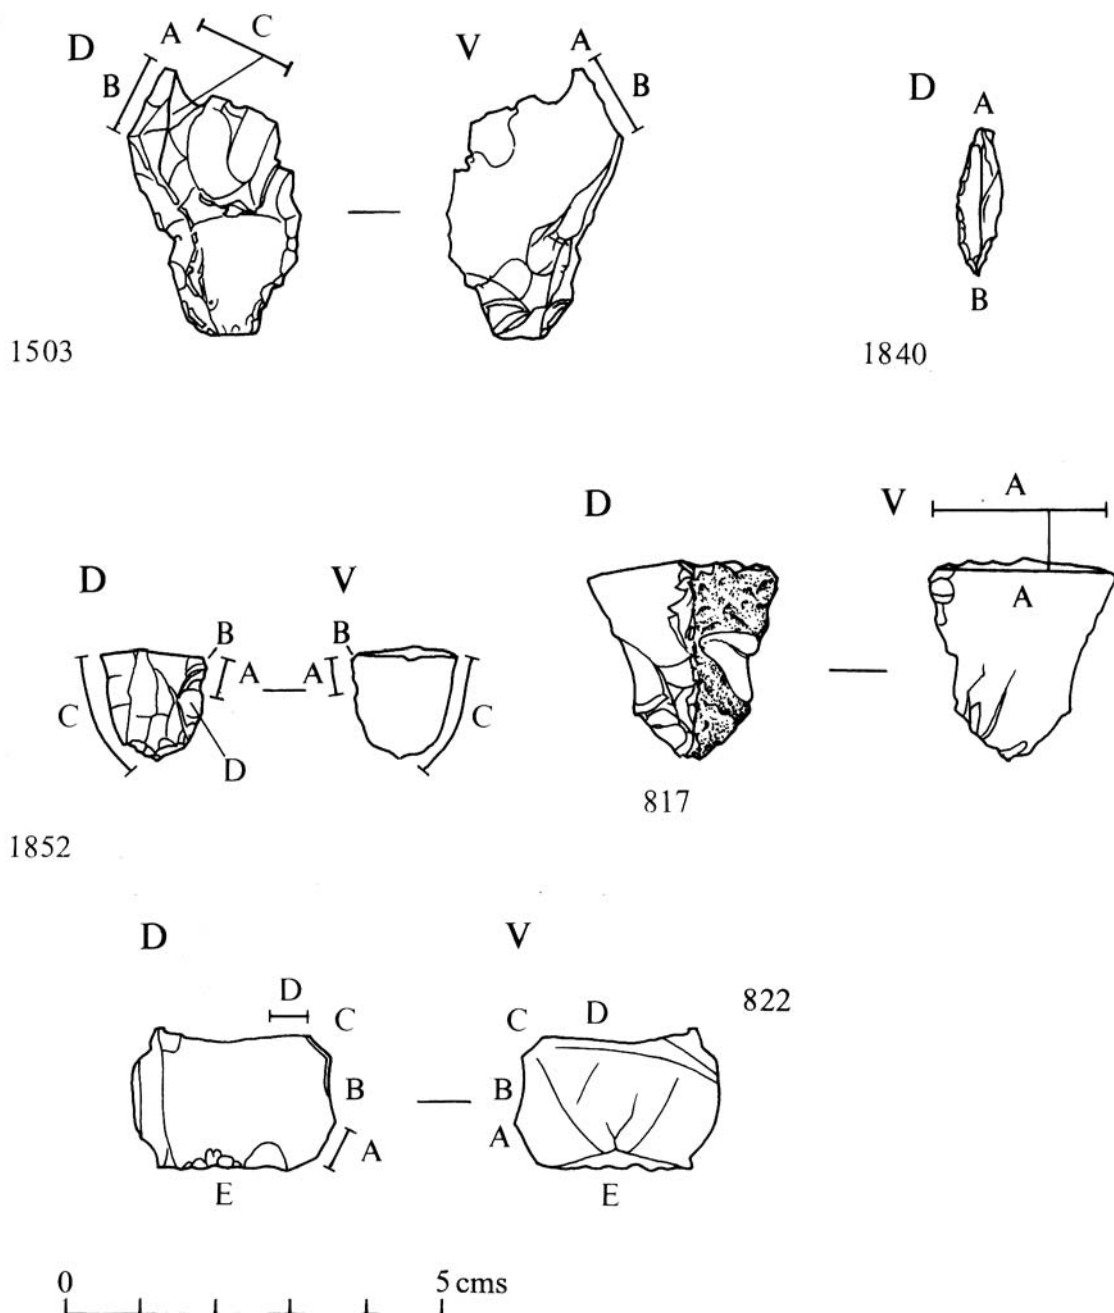 D A C V A
B B D A
B
1503 1840
D V A
D V
B B A
A A
C C
D
817
1852
D V
D 822
C C D
B B
A A
E E
0 5 cms